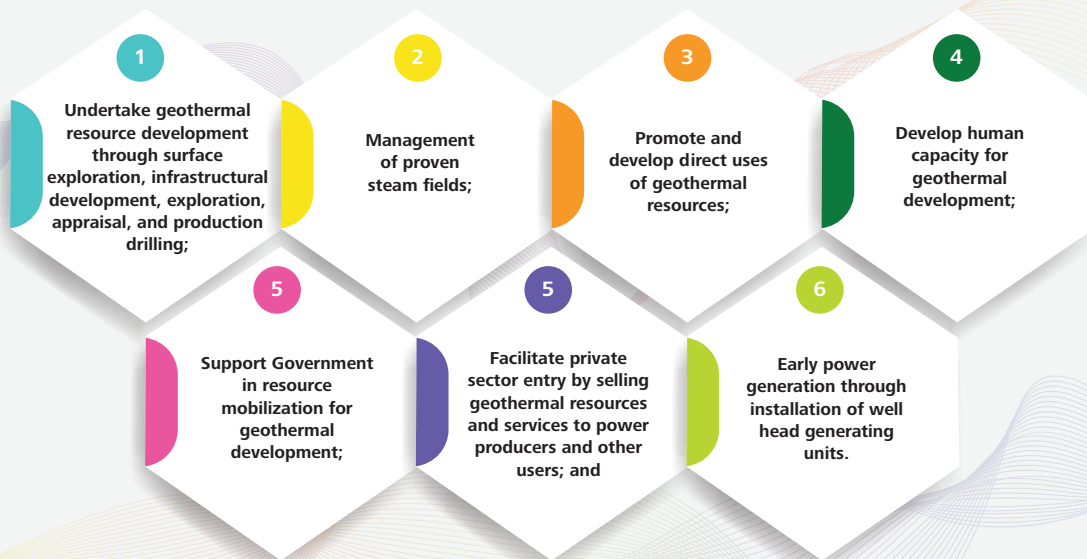 1
Undertake geothermal
resource development
through surface
exploration, infrastructural
development, exploration,
appraisal, and production
drilling;
2
Management
of proven
steam fields;
3
Promote and
develop direct uses
of geothermal
resources;
4
Develop human
capacity for
geothermal
development;
5
Support Government
in resource
mobilization for
geothermal
development;
5
Facilitate private
sector entry by selling
geothermal resources
and services to power
producers and other
users; and
6
Early power
generation through
installation of well
head generating
units.